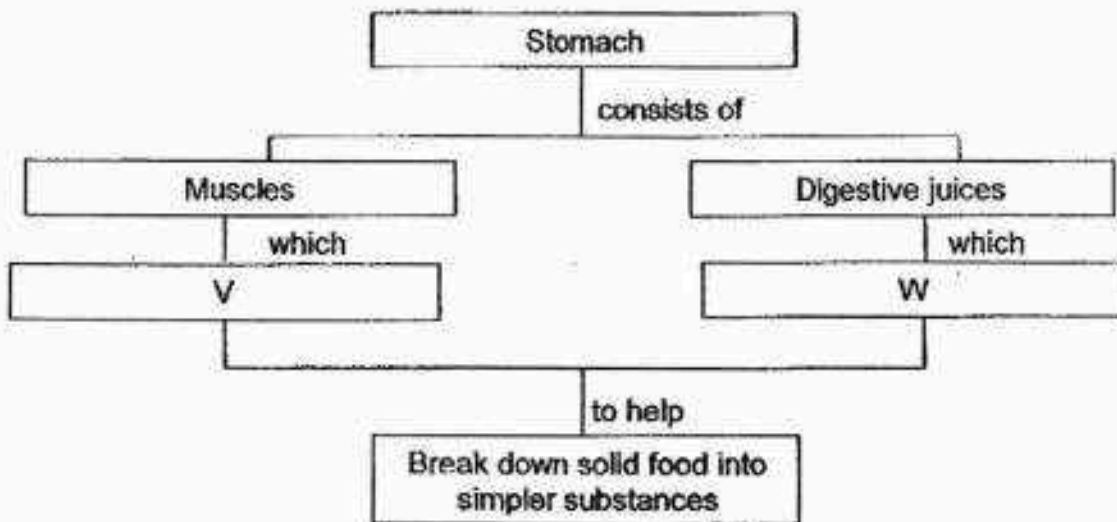 Stomach
consists of
Muscles
Digestive juices
which
which
V
W
to help
Break down solid food into
simpler substances